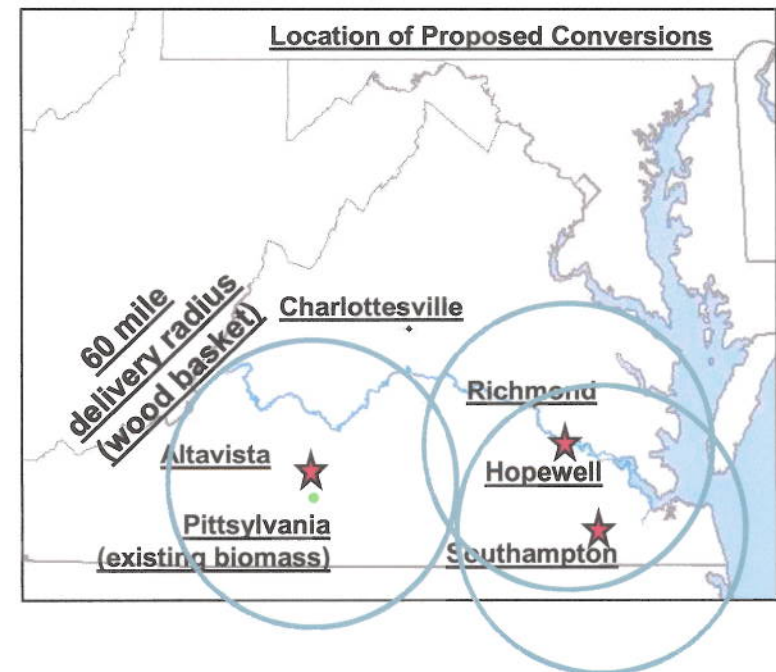 Location of Proposed Conversions
60 mile
delivery radius
(wood basket)
Charlottesville
Richmond
Altavista
Hopewell
Pittsylvania
(existing biomass)
Southampton